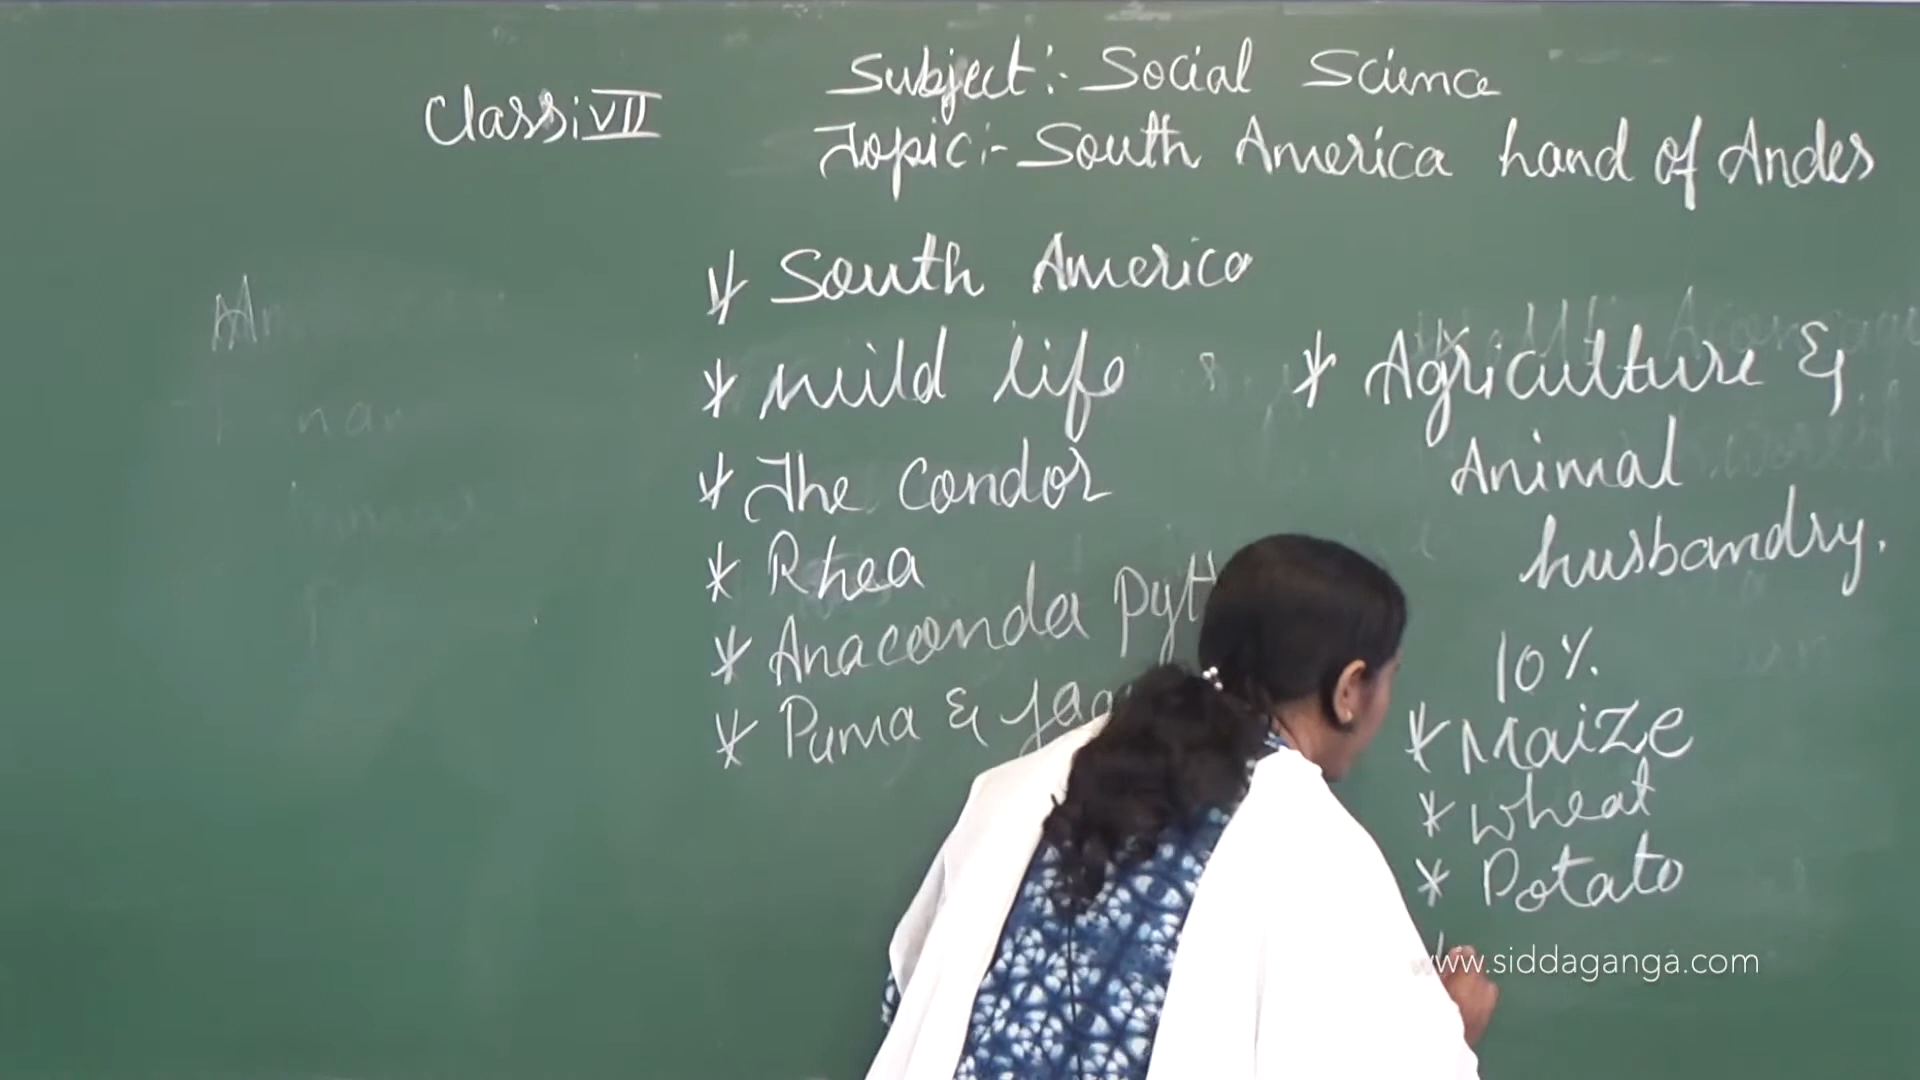 Class: VII
Subject:- Social Science
Topic:- South America Land of Andes
* South America
* Wild life
* The Condor
* Rhea
* Anaconda
* Puma &
* Agriculture &
Animal
husbandry.
10%.
* Maize
* Wheat
* Potato
www.siddaganga.com